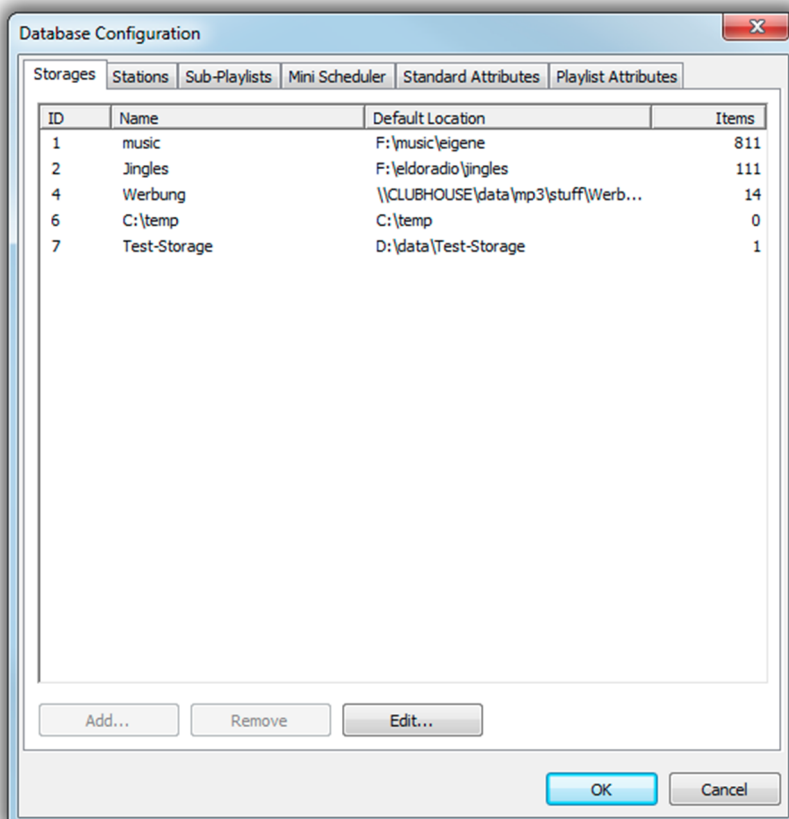 Database Configuration
Storages Stations Sub-Playlists Mini Scheduler Standard Attributes Playlist Attributes
ID Name Default Location Items
1 music F:\music\eigene 811
2 Jingles F:\eldoradio\jingles 111
4 Werbung \\CLUBHOUSE\data\mp3\stuff\Werb... 14
6 C:\temp C:\temp 0
7 Test-Storage D:\data\Test-Storage 1
Add... Remove Edit...
OK Cancel